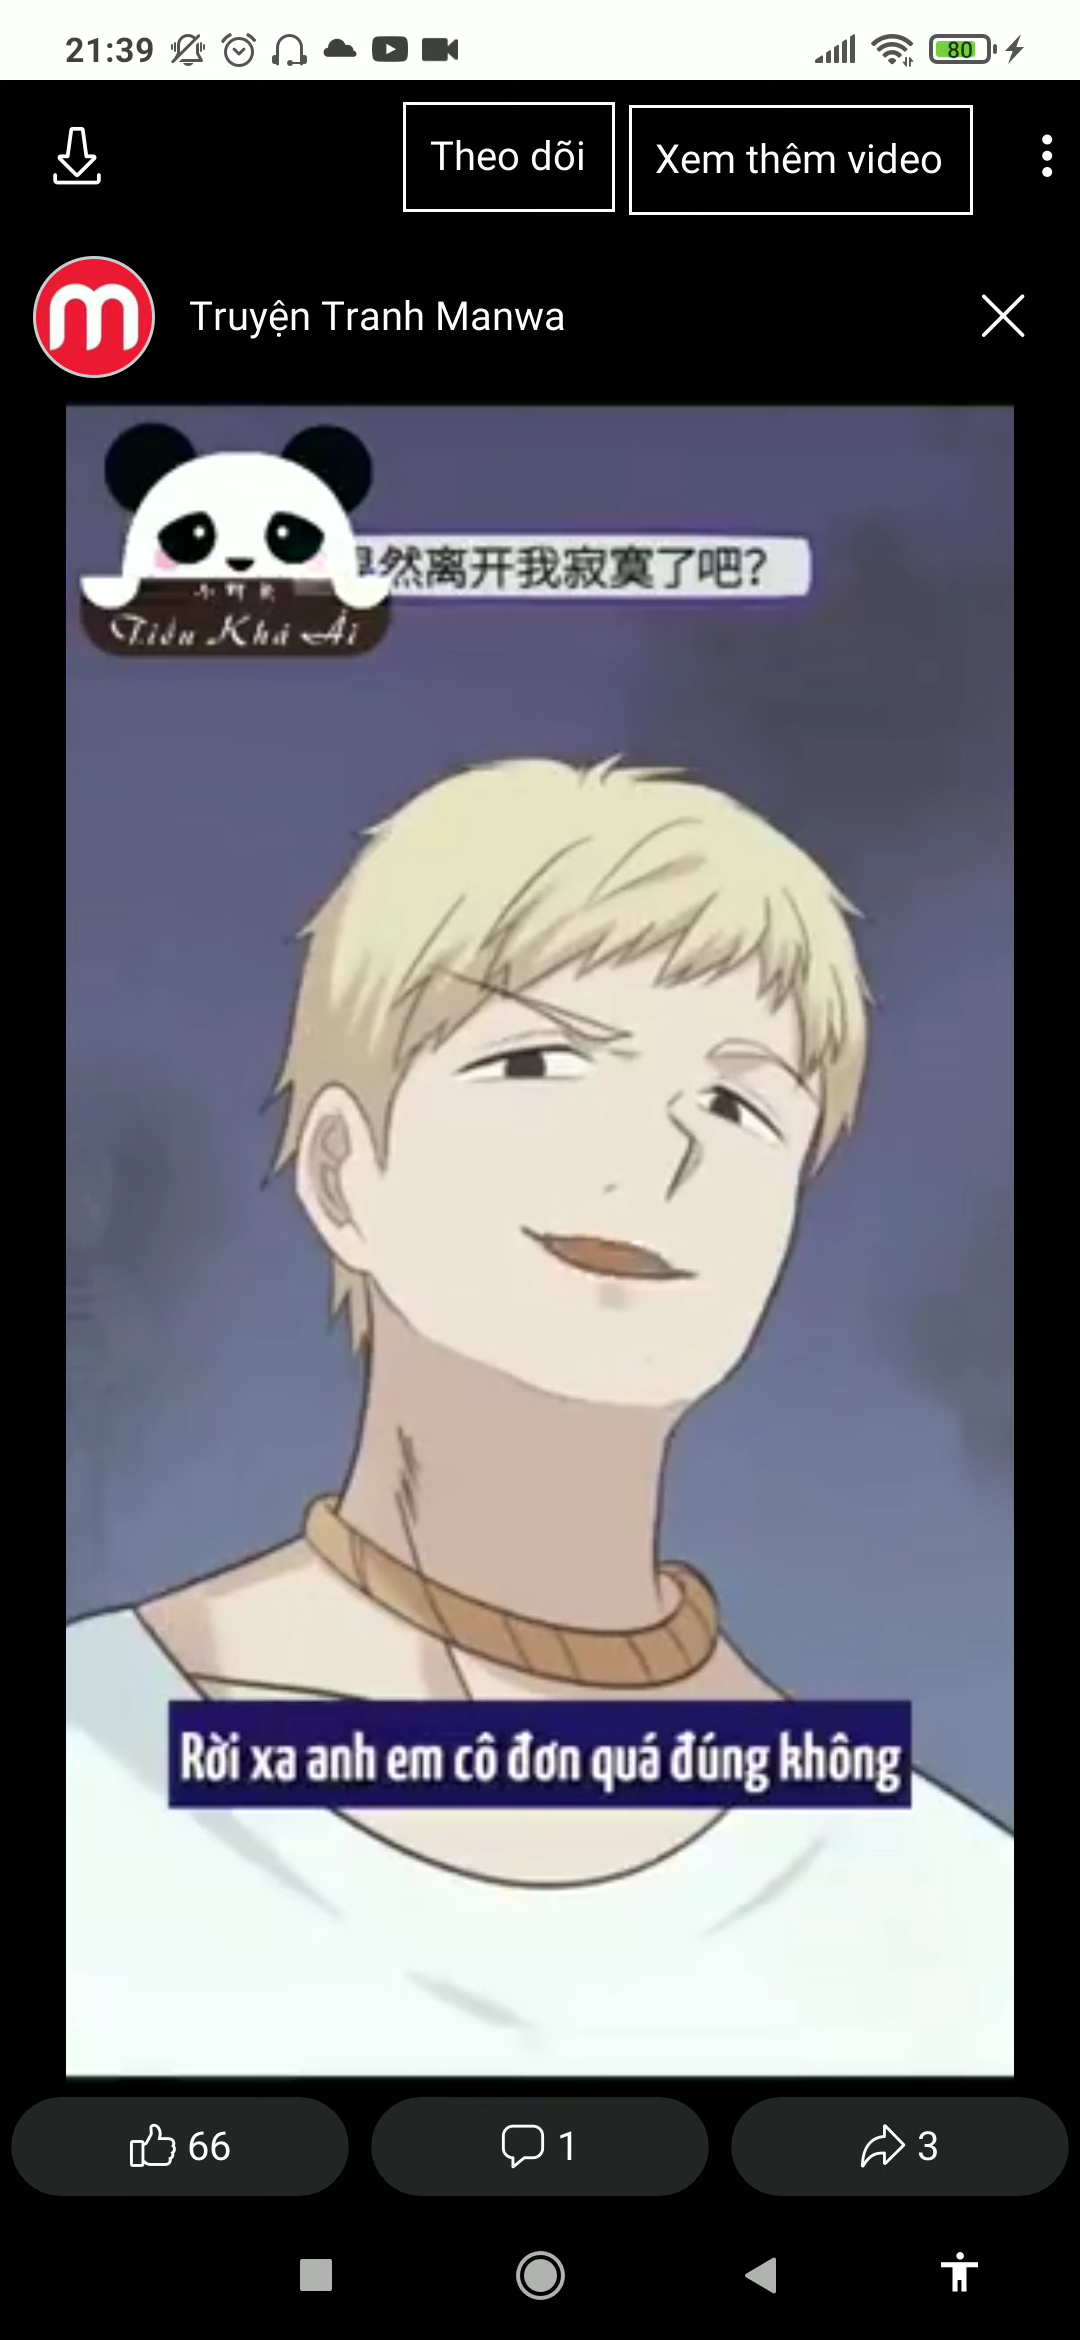 21:39
80
Theo dõi
Xem thêm video
Truyện Tranh Manwa
然离开我寂寞了吧？
Tiểu Khả Ái
Rời xa anh em cô đơn quá đúng không
66
1
3